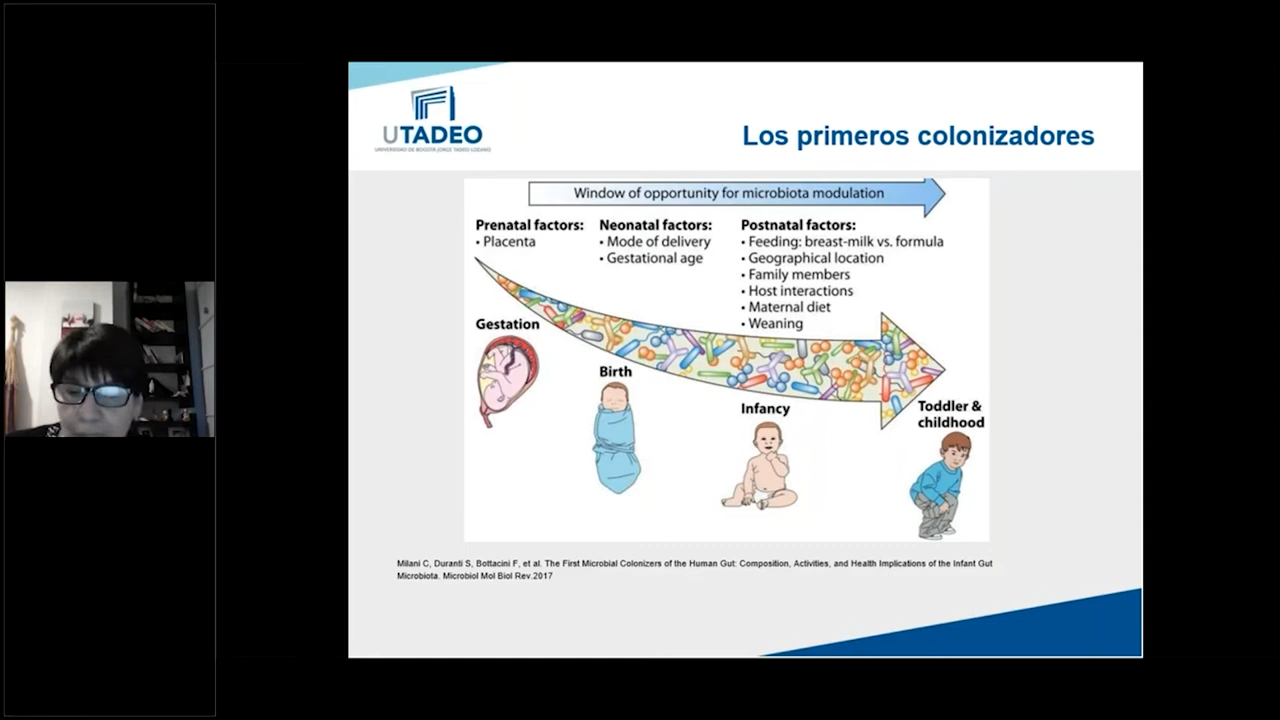 UTADEO
UNIVERSIDAD DE BOGOTÁ JORGE TADEO LOZANO
Los primeros colonizadores
Window of opportunity for microbiota modulation
Prenatal factors:
• Placenta
Neonatal factors:
• Mode of delivery
• Gestational age
Postnatal factors:
• Feeding: breast-milk vs. formula
• Geographical location
• Family members
• Host interactions
• Maternal diet
• Weaning
Gestation
Birth
Infancy
Toddler &
childhood
Milani C, Duranti S, Bottacini F, et al. The First Microbial Colonizers of the Human Gut: Composition, Activities, and Health Implications of the Infant Gut
Microbiota. Microbiol Mol Biol Rev.2017